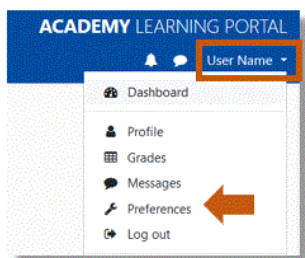 ACADEMY LEARNING PORTAL
User Name
Dashboard
Profile
Grades
Messages
Preferences
Log out